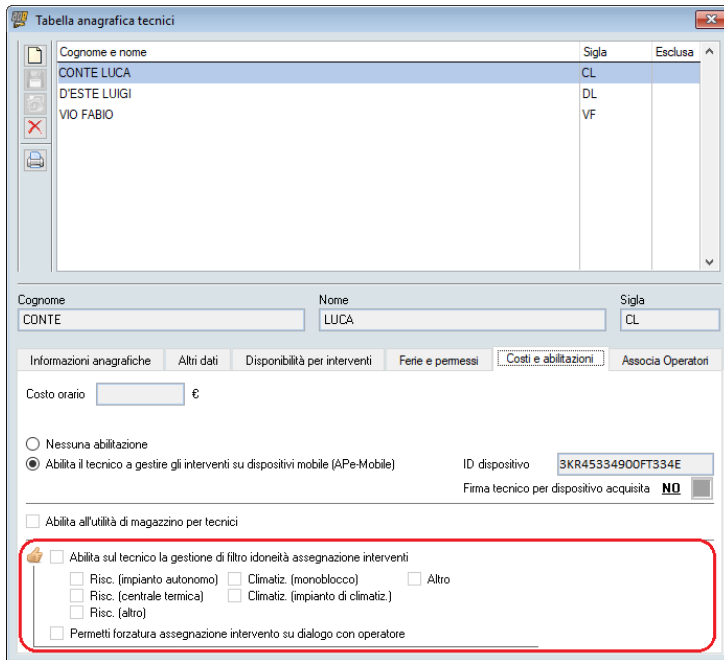 Tabella anagrafica tecnici
Cognome e nome Sigla Esclusa
CONTE LUCA CL
D'ESTE LUIGI DL
VIO FABIO VF
Cognome Nome Sigla
CONTE LUCA CL
Informazioni anagrafiche Altri dati Disponibilità per interventi Ferie e permessi Costi e abilitazioni Associa Operatori
Costo orario €
Nessuna abilitazione
Abilita il tecnico a gestire gli interventi su dispositivi mobile (APe-Mobile) ID dispositivo 3KR45334900FT334E
Firma tecnico per dispositivo acquisita NO
Abilita all'utilità di magazzino per tecnici
Abilita sul tecnico la gestione di filtro idoneità assegnazione interventi
Risc. (impianto autonomo) Climatiz. (monoblocco) Altro
Risc. (centrale termica) Climatiz. (impianto di climatiz.)
Risc. (altro)
Permetti forzatura assegnazione intervento su dialogo con operatore